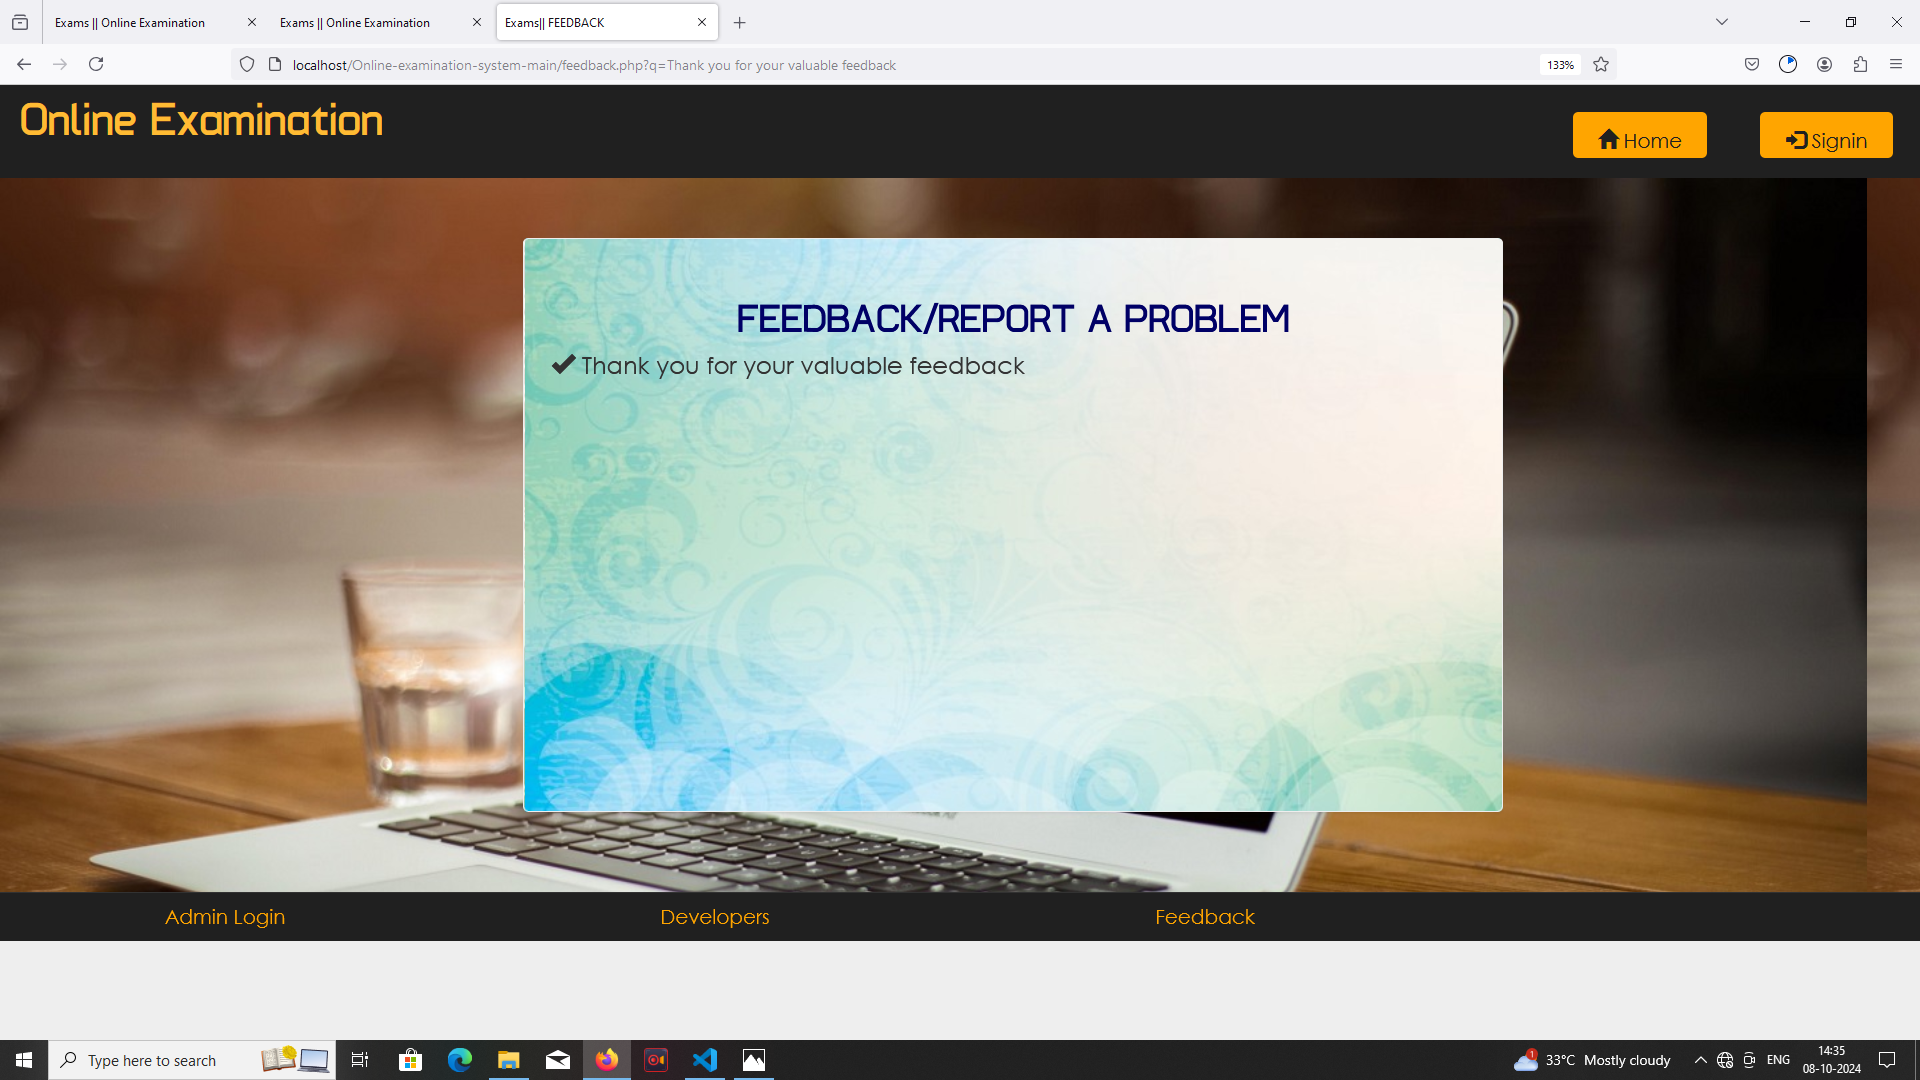 Exams || Online Examination
Exams || Online Examination
Exams|| FEEDBACK
localhost/Online-examination-system-main/feedback.php?q=Thank you for your valuable feedback
133%
Online Examination
Home
Signin
FEEDBACK/REPORT A PROBLEM
Thank you for your valuable feedback
Admin Login
Developers
Feedback
Type here to search
1
33°C Mostly cloudy
ENG
14:35
08-10-2024